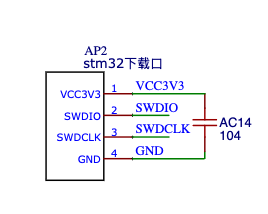 AP2
stm32下载口
VCC3V3 1 VCC3V3
SWDIO 2 SWDIO
SWDCLK 3 SWDCLK
GND 4 GND
AC14
104